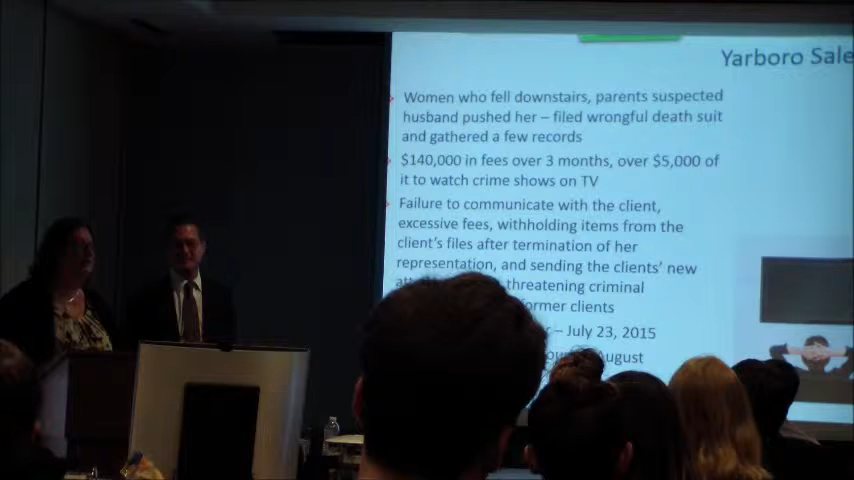 Yarboro Sale
Women who fell downstairs, parents suspected
husband pushed her – filed wrongful death suit
and gathered a few records
$140,000 in fees over 3 months, over $5,000 of
it to watch crime shows on TV
Failure to communicate with the client,
excessive fees, withholding items from the
client's files after termination of her
representation, and sending the clients' new
threatening criminal
former clients
– July 23, 2015
August